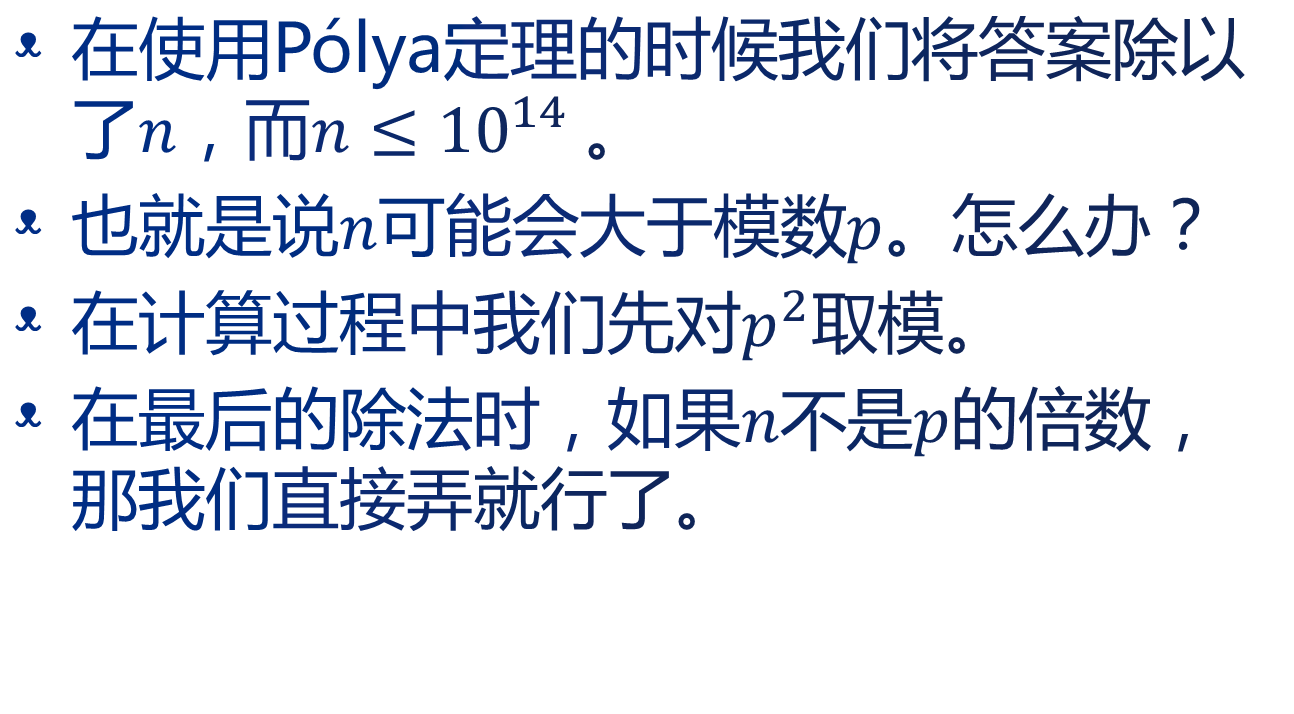 在使用Pólya定理的时候我们将答案除以
了n，而n ≤ 10¹⁴ 。
也就是说n可能会大于模数p。怎么办？
在计算过程中我们先对p²取模。
在最后的除法时，如果n不是p的倍数，
那我们直接弄就行了。